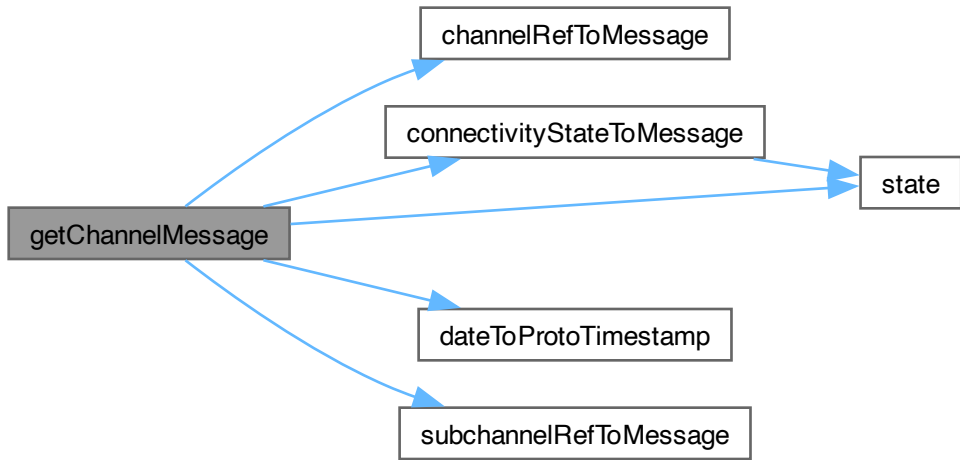 channelRefToMessage
connectivityStateToMessage
state
getChannelMessage
dateToProtoTimestamp
subchannelRefToMessage